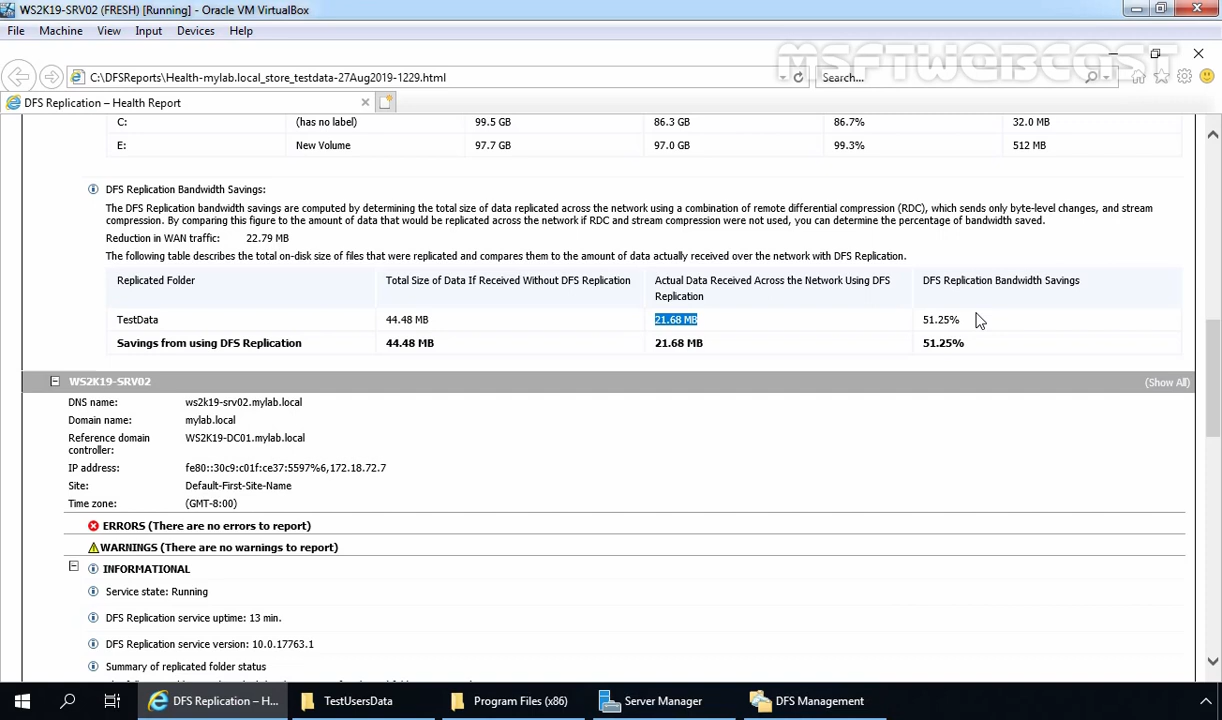 WS2K19-SRV02 (FRESH) [Running] - Oracle VM VirtualBox
File Machine View Input Devices Help
MSFTWEBCAST
C:\DFSReports\Health-mylab.local_store_testdata-27Aug2019-1229.html Search...
DFS Replication – Health Report
C: (has no label) 99.5 GB 86.3 GB 86.7% 32.0 MB
E: New Volume 97.7 GB 97.0 GB 99.3% 512 MB
DFS Replication Bandwidth Savings:
The DFS Replication bandwidth savings are computed by determining the total size of data replicated across the network using a combination of remote differential compression (RDC), which sends only byte-level changes, and stream
compression. By comparing this figure to the amount of data that would be replicated across the network if RDC and stream compression were not used, you can determine the percentage of bandwidth saved.
Reduction in WAN traffic: 22.79 MB
The following table describes the total on-disk size of files that were replicated and compares them to the amount of data actually received over the network with DFS Replication.
Replicated Folder Total Size of Data If Received Without DFS Replication Actual Data Received Across the Network Using DFS DFS Replication Bandwidth Savings
Replication
TestData 44.48 MB 21.68 MB 51.25%
Savings from using DFS Replication 44.48 MB 21.68 MB 51.25%
WS2K19-SRV02 (Show All)
DNS name: ws2k19-srv02.mylab.local
Domain name: mylab.local
Reference domain WS2K19-DC01.mylab.local
controller:
IP address: fe80::30c9:c01f:ce37:5597%6,172.18.72.7
Site: Default-First-Site-Name
Time zone: (GMT-8:00)
ERRORS (There are no errors to report)
WARNINGS (There are no warnings to report)
INFORMATIONAL
Service state: Running
DFS Replication service uptime: 13 min.
DFS Replication service version: 10.0.17763.1
Summary of replicated folder status
DFS Replication – H... TestUsersData Program Files (x86) Server Manager DFS Management